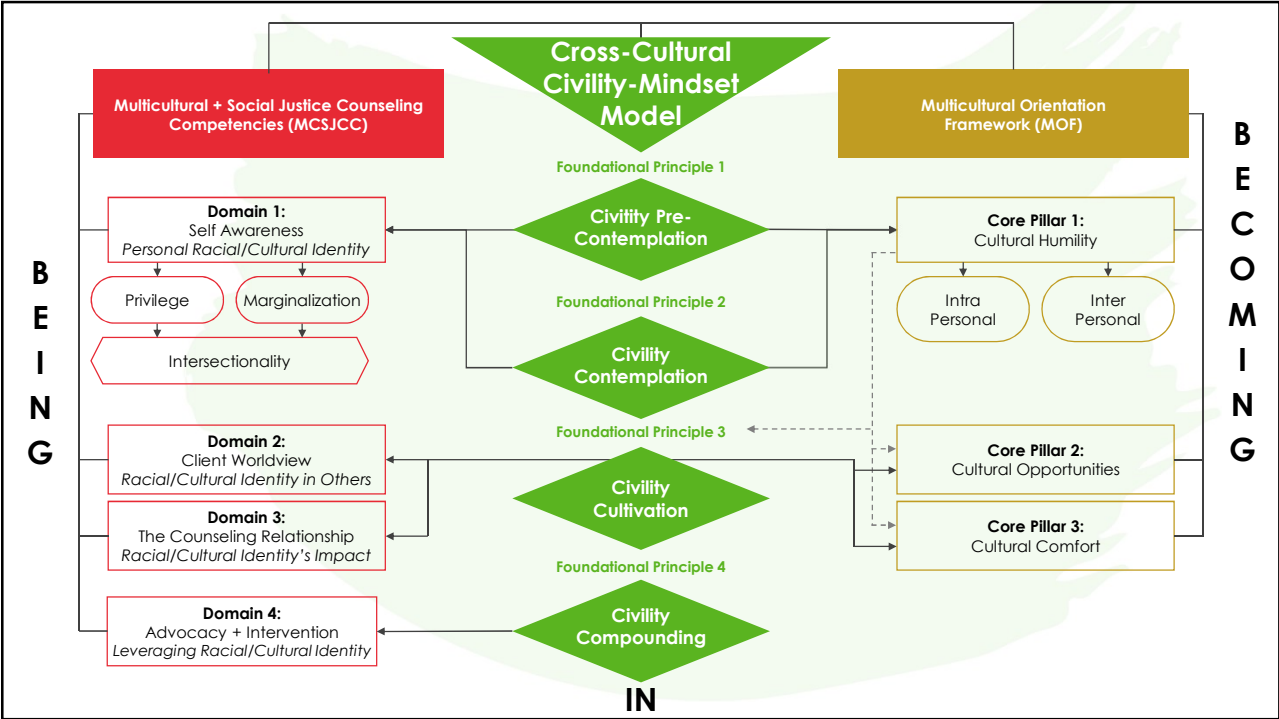 Cross-Cultural
Civility-Mindset
Model
Multicultural + Social Justice Counseling
Competencies (MCSJCC)
Multicultural Orientation
Framework (MOF)
BEING
BECOMING
Foundational Principle 1
Civitity Pre-
Contemplation
Domain 1:
Self Awareness
Personal Racial/Cultural Identity
Privilege
Marginalization
Intersectionality
Core Pillar 1:
Cultural Humility
Intra
Personal
Inter
Personal
Foundational Principle 2
Civility
Contemplation
Foundational Principle 3
Civility
Cultivation
Domain 2:
Client Worldview
Racial/Cultural Identity in Others
Domain 3:
The Counseling Relationship
Racial/Cultural Identity’s Impact
Core Pillar 2:
Cultural Opportunities
Core Pillar 3:
Cultural Comfort
Foundational Principle 4
Civility
Compounding
Domain 4:
Advocacy + Intervention
Leveraging Racial/Cultural Identity
IN